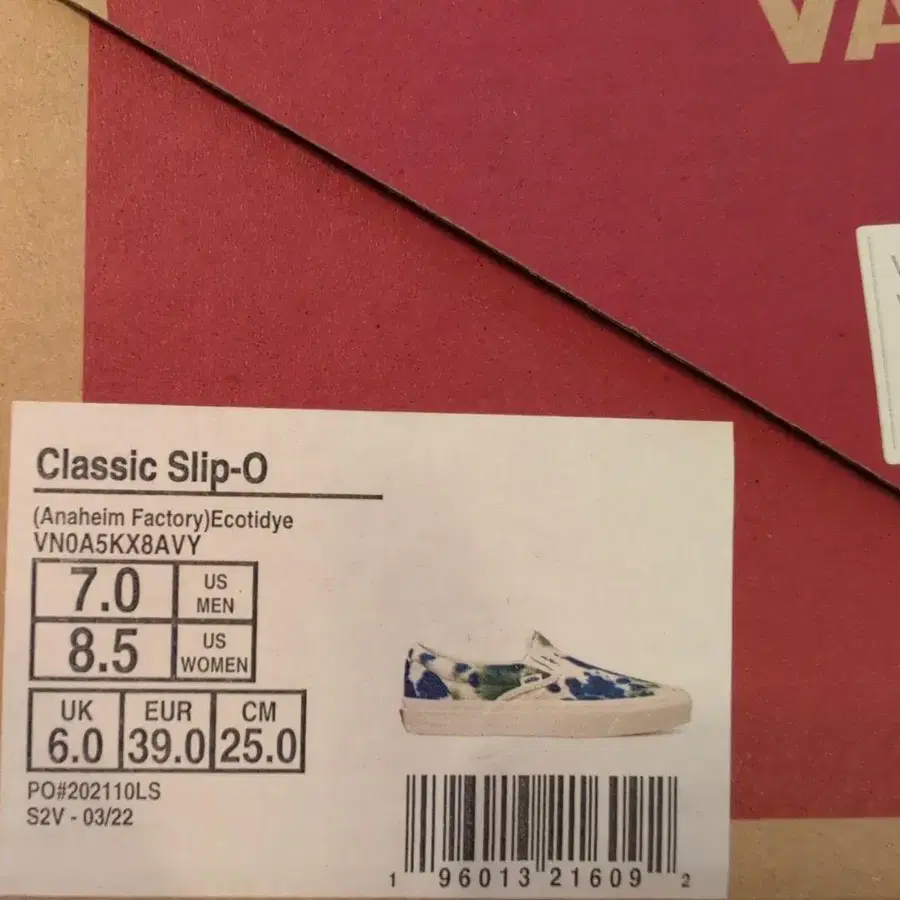 VA
Classic Slip-O
(Anaheim Factory)Ecotidye
VN0A5KX8AVY
7.0 US MEN
8.5 US WOMEN
UK EUR CM
6.0 39.0 25.0
PO#202110LS
S2V - 03/22
1 96013 21609 2